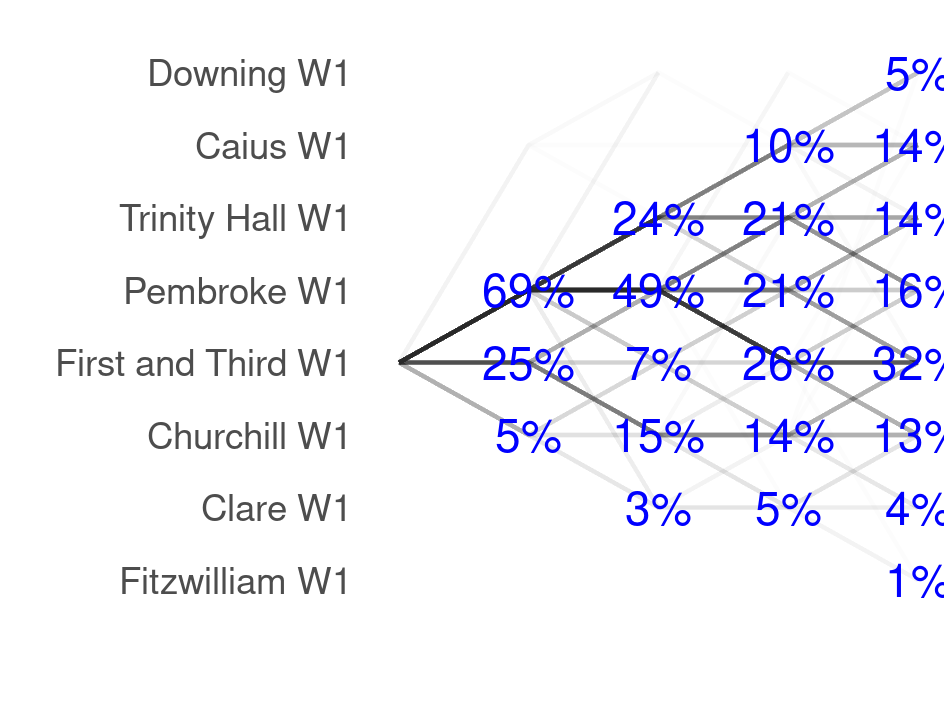 Downing W1 5%
Caius W1 10% 14%
Trinity Hall W1 24% 21% 14%
Pembroke W1 69% 49% 21% 16%
First and Third W1 25% 7% 26% 32%
Churchill W1 5% 15% 14% 13%
Clare W1 3% 5% 4%
Fitzwilliam W1 1%